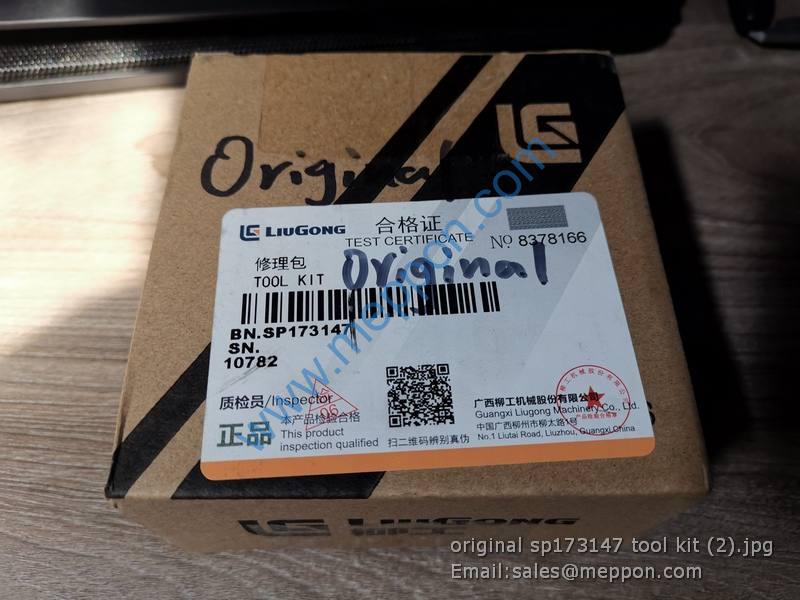 Original
LIUGONG
合格证
TEST CERTIFICATE
No 8378166
修理包
TOOL KIT
Original
BN.SP173147
SN.
10782
质检员/Inspector
06
正品
本产品检验合格
This product
inspection qualified
扫二维码辨别真伪
广西柳工机械股份有限公司
Guangxi Liugong Machinery Co., Ltd.
中国广西柳州市柳太路1号
No.1 Liutai Road, Liuzhou, Guangxi, China
LIUGONG
www.meppon.com
original sp173147 tool kit (2).jpg
Email:sales@meppon.com